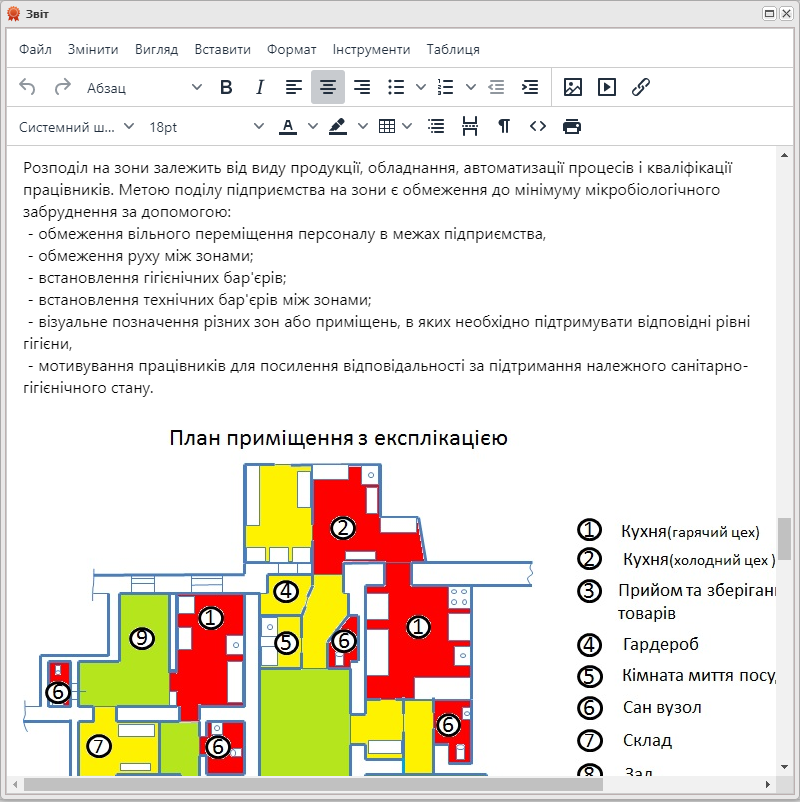 Звіт
Файл Змінити Вигляд Вставити Формат Інструменти Таблиця
Абзац B I
Системний ш... 18pt A
Розподіл на зони залежить від виду продукції, обладнання, автоматизації процесів і кваліфікації
працівників. Метою поділу підприємства на зони є обмеження до мінімуму мікробіологічного
забруднення за допомогою:
- обмеження вільного переміщення персоналу в межах підприємства,
- обмеження руху між зонами;
- встановлення гігієнічних бар'єрів;
- встановлення технічних бар'єрів між зонами;
- візуальне позначення різних зон або приміщень, в яких необхідно підтримувати відповідні рівні
гігієни,
- мотивування працівників для посилення відповідальності за підтримання належного санітарно-
гігієнічного стану.
План приміщення з експлікацією
2
4
1
9
5
6
1
6
7
6
6
1 Кухня(гарячий цех)
2 Кухня(холодний цех )
3 Прийом та зберіган
товарів
4 Гардероб
5 Кімната миття посу
6 Сан вузол
7 Склад
8 Зал